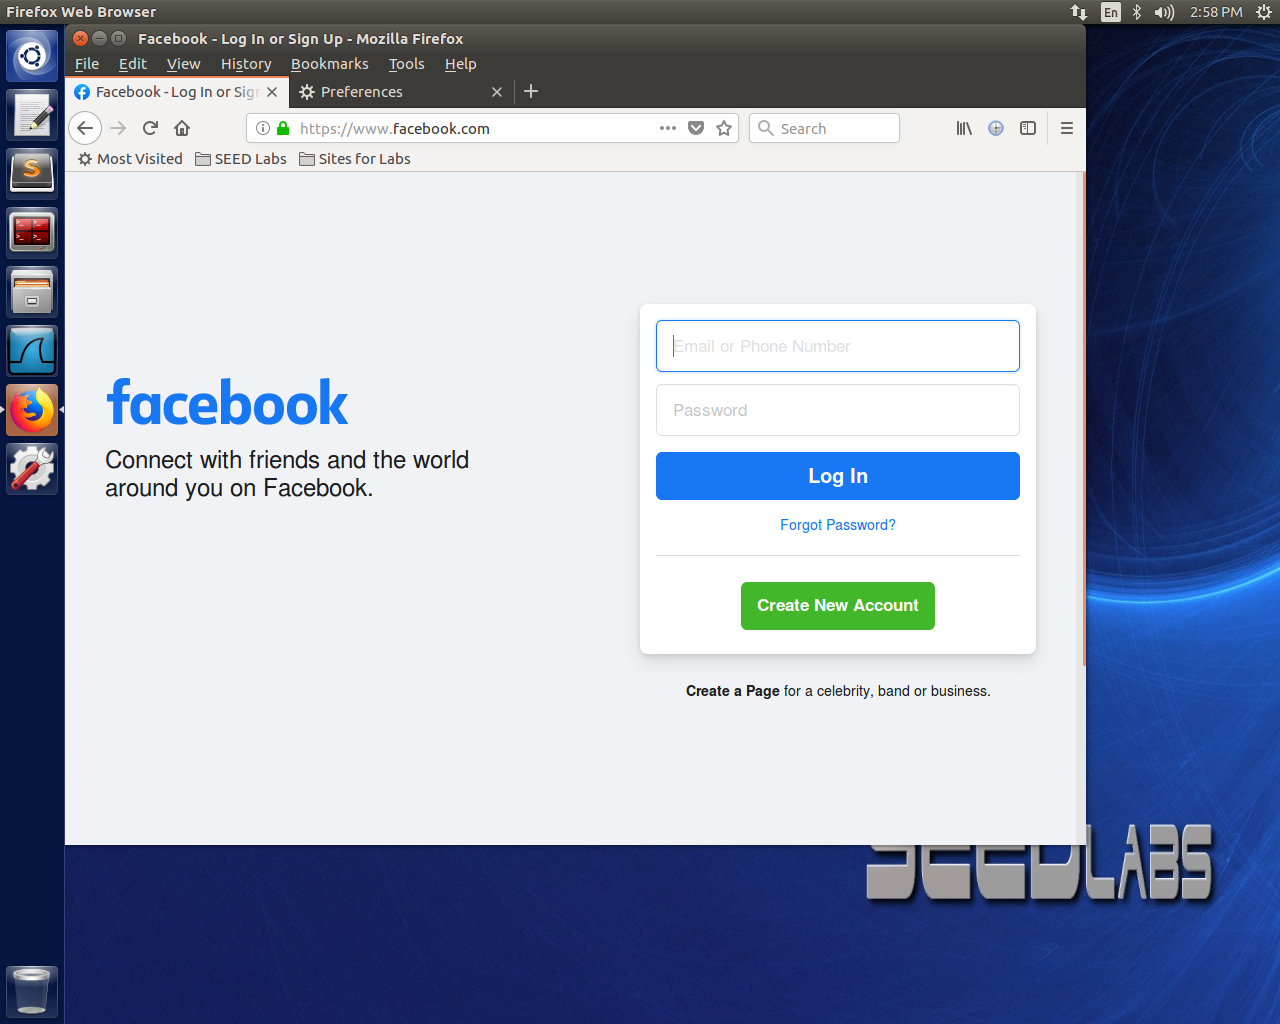 Firefox Web Browser
En
2:58 PM
Facebook - Log In or Sign Up - Mozilla Firefox
File Edit View History Bookmarks Tools Help
Facebook - Log In or Sign
Preferences
https://www.facebook.com
Search
Most Visited
SEED Labs
Sites for Labs
facebook
Connect with friends and the world
around you on Facebook.
Email or Phone Number
Password
Log In
Forgot Password?
Create New Account
Create a Page for a celebrity, band or business.
SEEDLABS